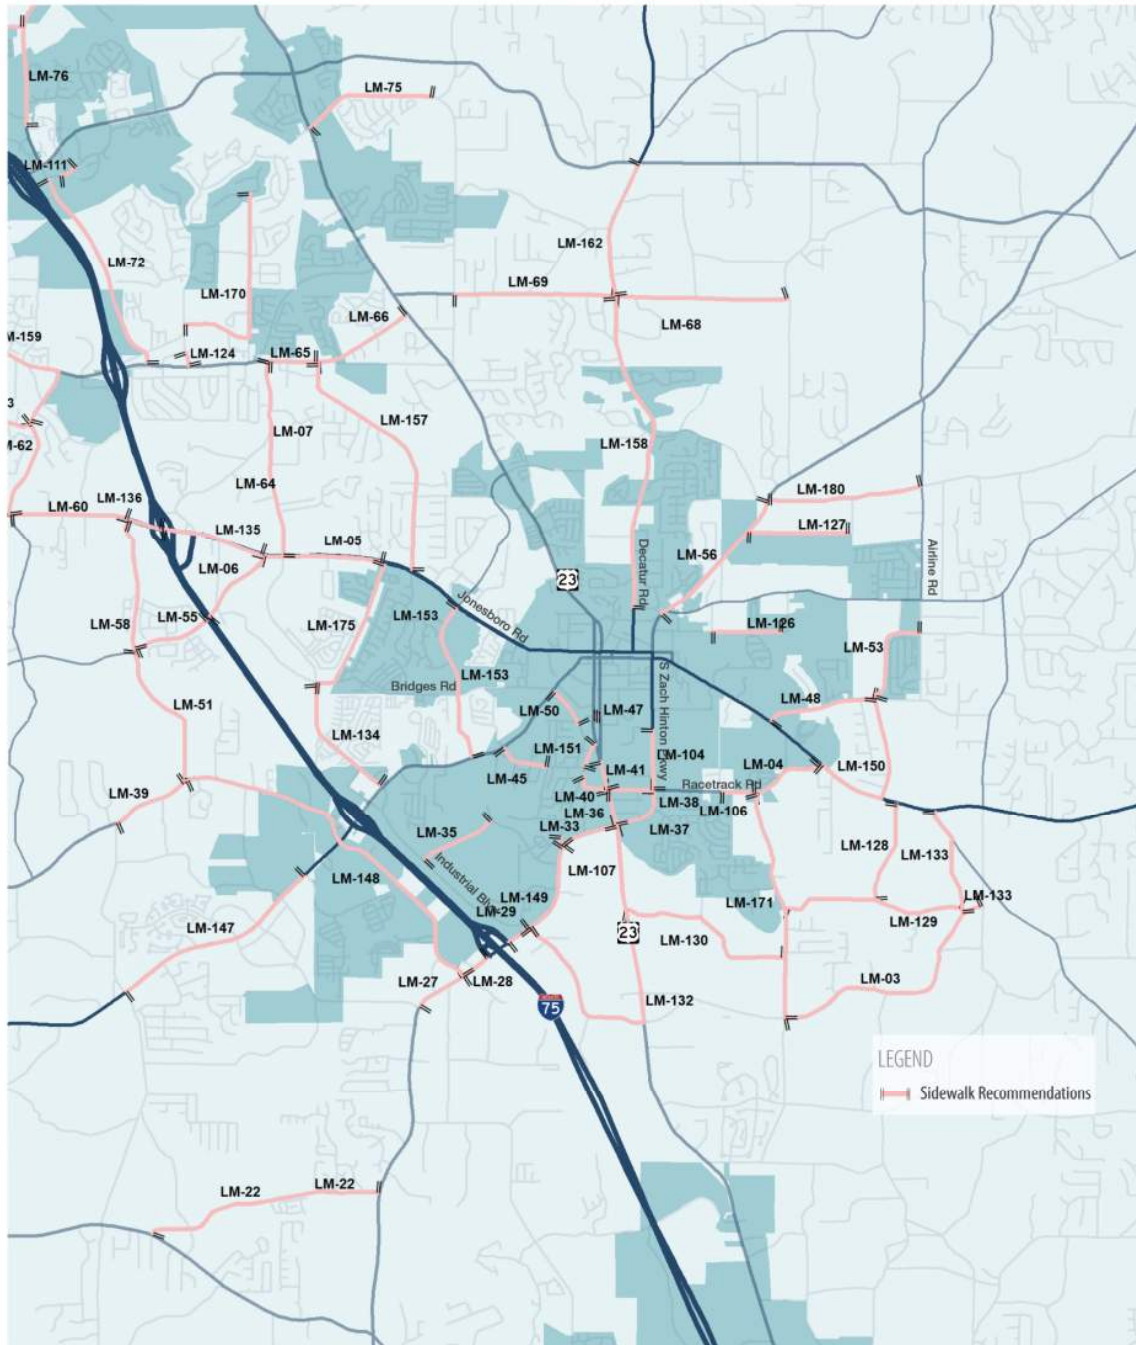 LM-76
LM-75
LM-111
LM-162
LM-72
LM-69
LM-170
LM-66
LM-68
LM-159
LM-124
LM-65
3
LM-157
LM-07
LM-62
LM-158
LM-64
LM-180
LM-136
LM-60
LM-127
LM-135
LM-05
LM-56
LM-06
Decatur Rd
Airline Rd
23
Jonesboro Rd
LM-55
LM-153
LM-58
LM-175
LM-126
LM-53
LM-153
Bridges Rd
S Zach Hinton Pkwy
LM-51
LM-50
LM-47
LM-48
LM-134
LM-151
LM-104
LM-45
LM-41
LM-04
LM-150
Racetrack Rd
LM-39
LM-40
LM-38
LM-106
LM-36
LM-35
LM-33
LM-37
LM-128
LM-133
LM-107
Industrial Bl
LM-148
LM-149
LM-171
LM-133
LM-29
LM-147
LM-129
23
LM-130
LM-27
LM-28
LM-03
LM-132
75
LEGEND
Sidewalk Recommendations
LM-22
LM-22